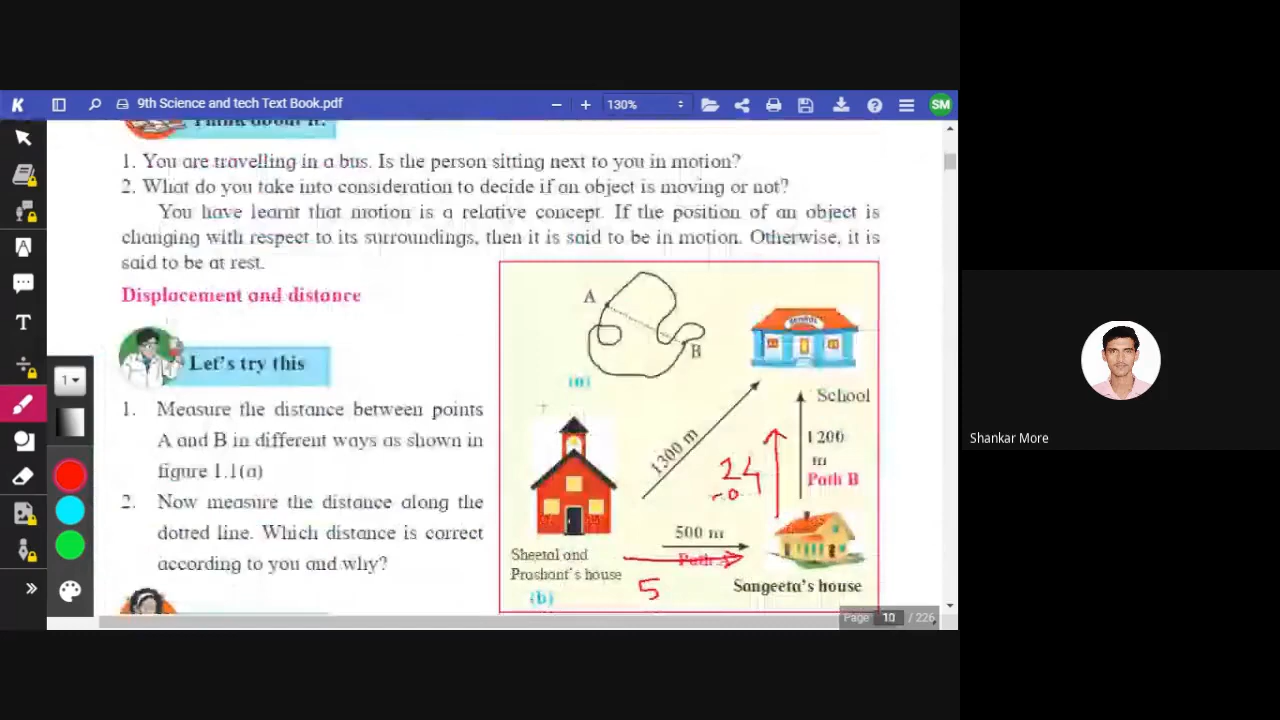 K
9th Science and tech Text Book.pdf
130%
SM
Think about it.
1. You are travelling in a bus. Is the person sitting next to you in motion?
2. What do you take into consideration to decide if an object is moving or not?
You have learnt that motion is a relative concept. If the position of an object is
changing with respect to its surroundings, then it is said to be in motion. Otherwise, it is
said to be at rest.
Displacement and distance
Let's try this
1. Measure the distance between points
A and B in different ways as shown in
figure 1.1(a)
2. Now measure the distance along the
dotted line. Which distance is correct
according to you and why?
A
B
(a)
SCHOOL
School
1300 m
1200
m
Path B
24
500 m
Path
5
Sheetal and
Prashant's house
Sangeeta's house
(b)
1
T
Page 10 / 226
Shankar More